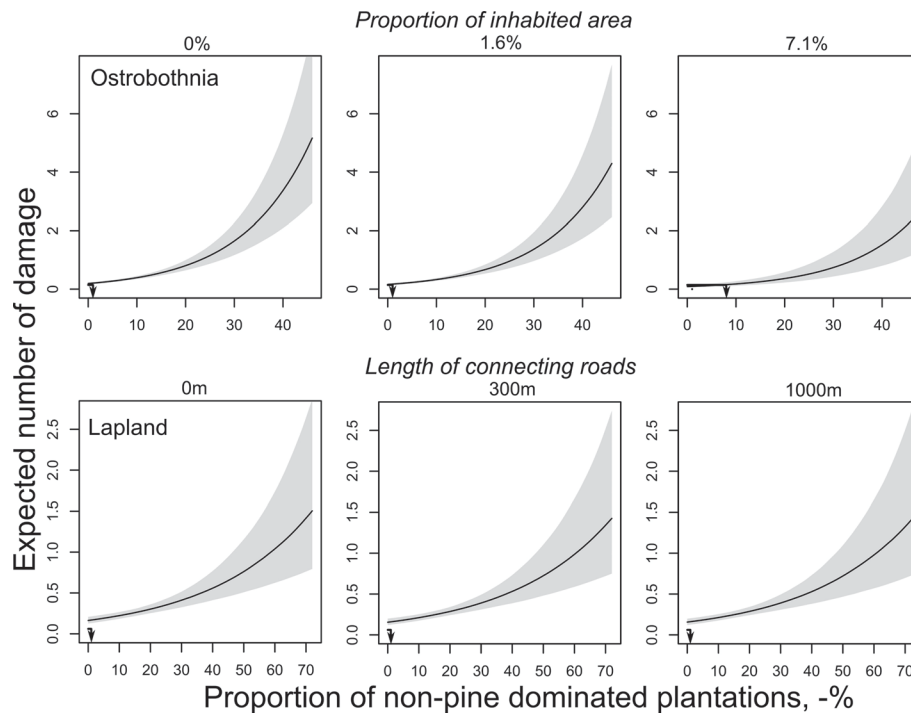 Proportion of inhabited area
0% 1.6% 7.1%
Ostrobothnia
6 6 6
4 4 4
2 2 2
0 0 0
0 10 20 30 40 0 10 20 30 40 0 10 20 30 40
Length of connecting roads
0m 300m 1000m
Lapland
2.5 2.5 2.5
2.0 2.0 2.0
1.5 1.5 1.5
1.0 1.0 1.0
0.5 0.5 0.5
0.0 0.0 0.0
0 10 20 30 40 50 60 70 0 10 20 30 40 50 60 70 0 10 20 30 40 50 60 70
Expected number of damage
Proportion of non-pine dominated plantations, -%